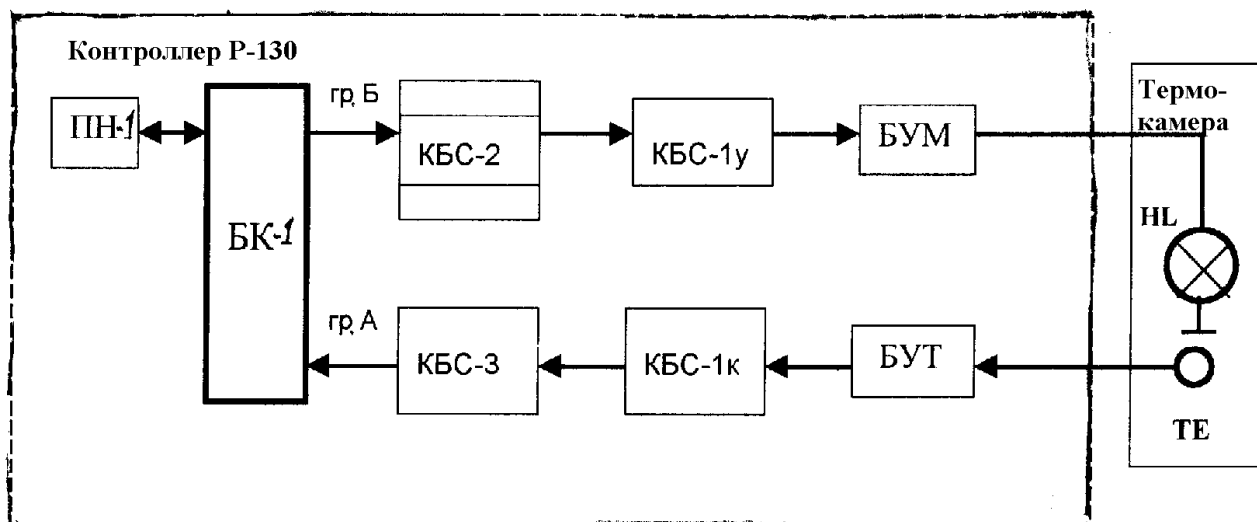 Контроллер Р-130
ПН-1
БК-1
гр, Б
КБС-2
КБС-1у
БУМ
Термо-
камера
HL
гр, А
КБС-3
КБС-1к
БУТ
TE